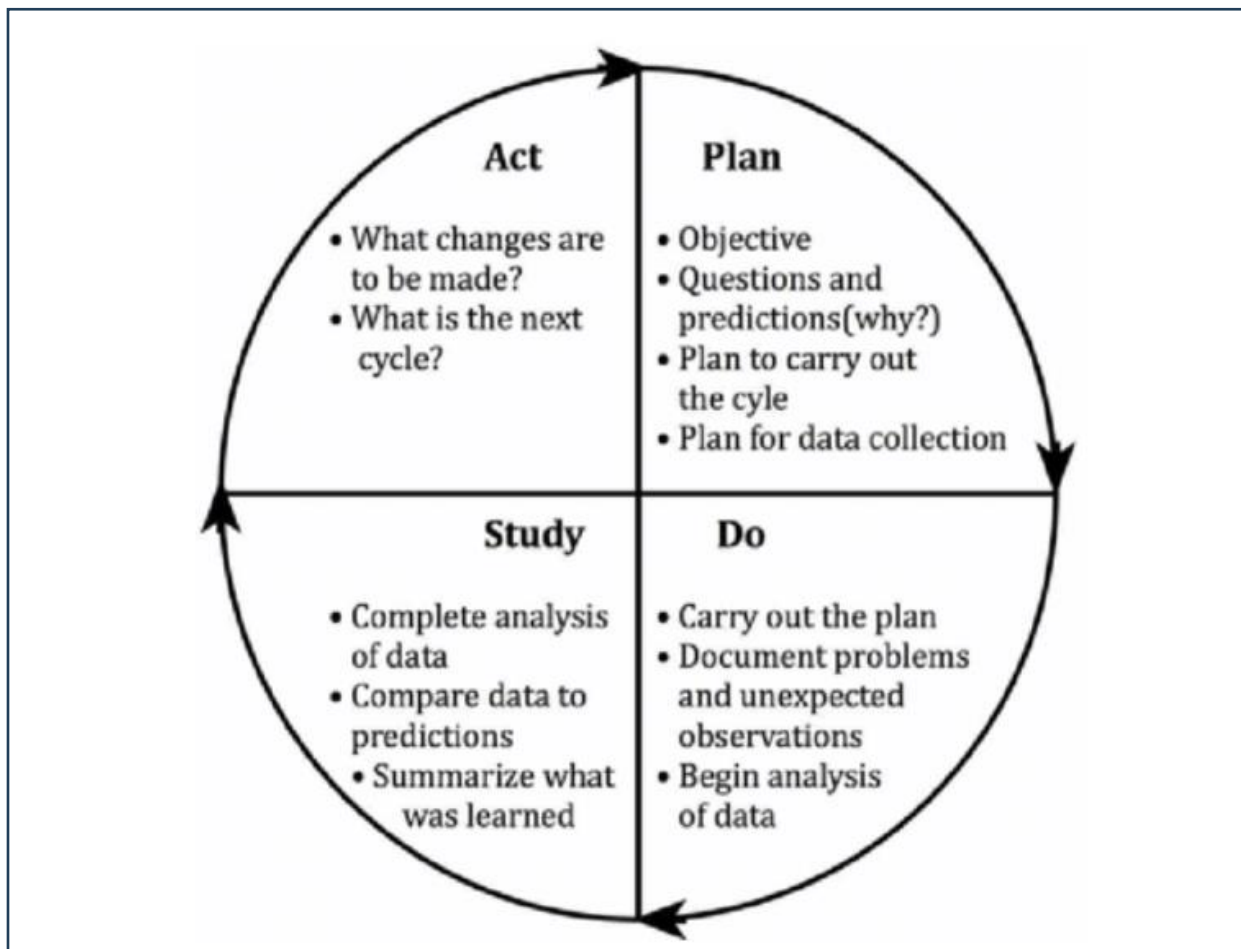 Act
• What changes are
to be made?
• What is the next
cycle?
Plan
• Objective
• Questions and
predictions(why?)
• Plan to carry out
the cyle
• Plan for data collection
Study
• Complete analysis
of data
• Compare data to
predictions
• Summarize what
was learned
Do
• Carry out the plan
• Document problems
and unexpected
observations
• Begin analysis
of data